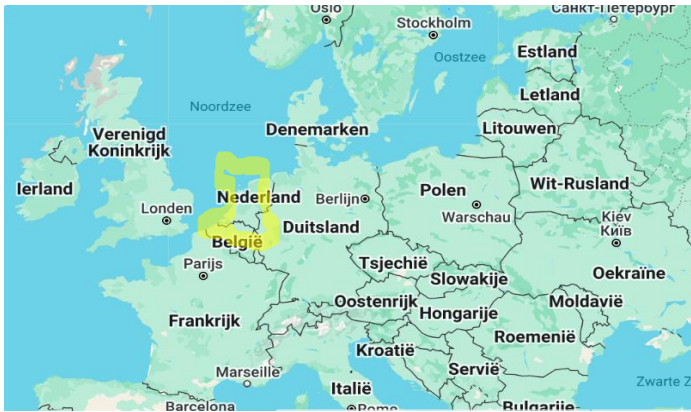 Oslo
Санкт-Петербург
Stockholm
Oostzee
Estland
Letland
Noordzee
Denemarken
Litouwen
Verenigd
Koninkrijk
Ierland
Nederland
Berlijn
Polen
Wit-Rusland
Londen
Warschau
Kiev
Київ
Duitsland
België
Parijs
Tsjechië
Slowakije
Oekraïne
Oostenrijk
Hongarije
Moldavië
Frankrijk
Roemenië
Kroatië
Servië
Marseille
Italië
Zwarte Z
Barcelona
Rome
Bulgarije